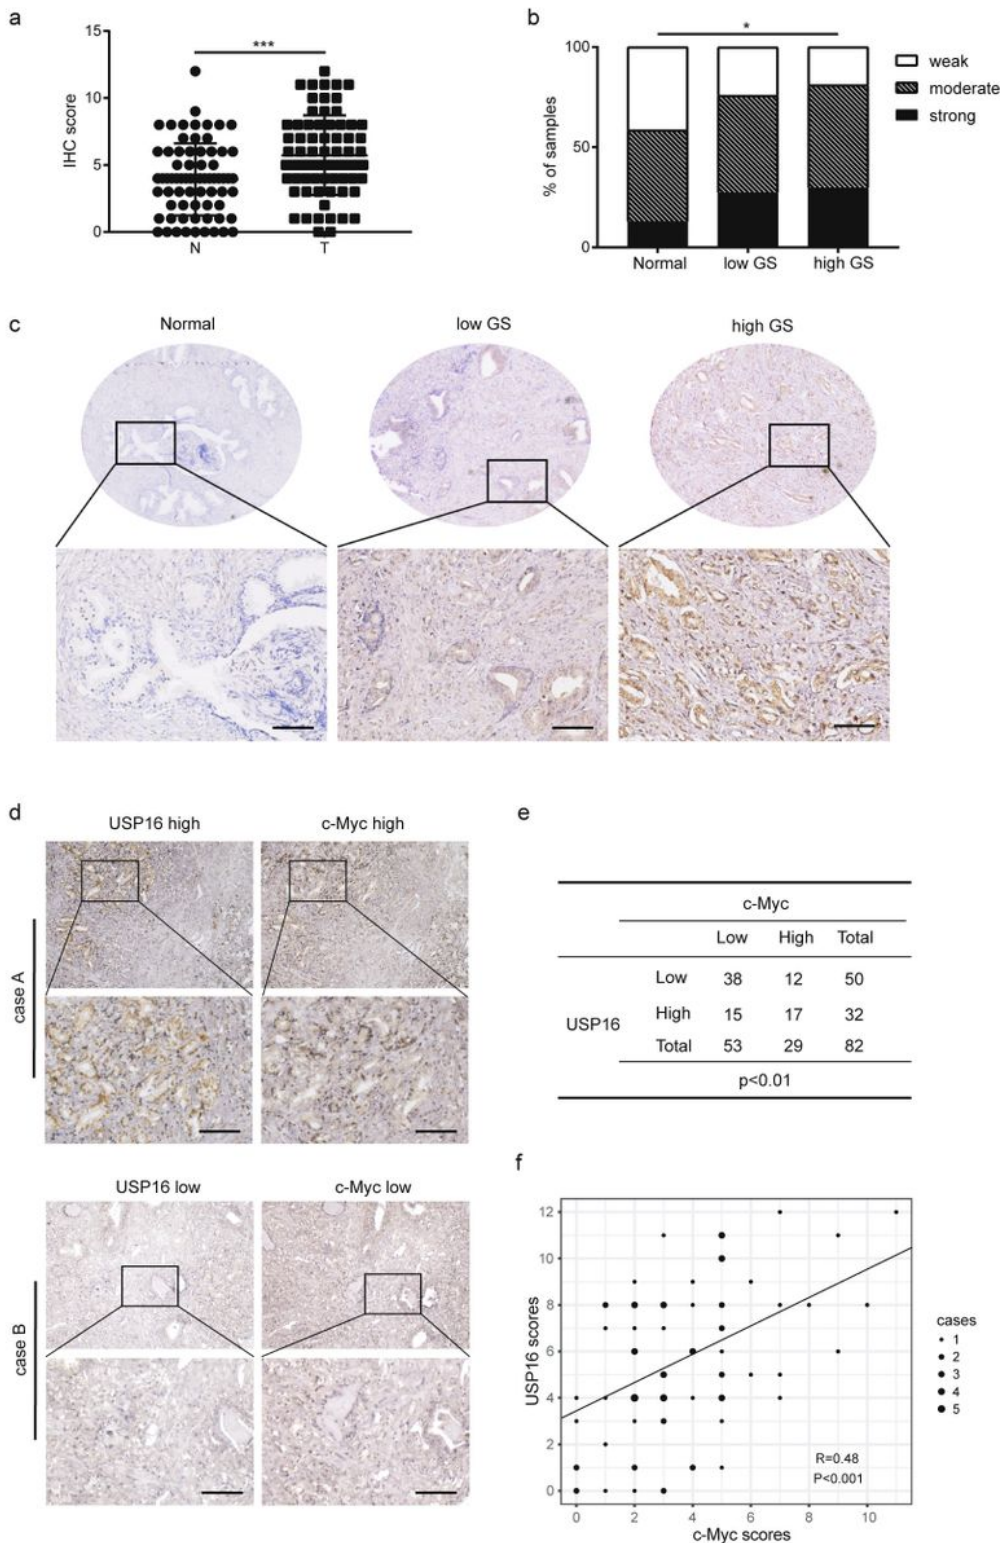 a
15
10
5
0
IHC score
***
N
T
b
100
50
0
% of samples
*
Normal
low GS
high GS
weak
moderate
strong
c
Normal
low GS
high GS
d
USP16 high
c-Myc high
case A
USP16 low
c-Myc low
case B
e
c-Myc
Low High Total
Low 38 12 50
USP16
High 15 17 32
Total 53 29 82
p<0.01
f
12
10
8
6
4
2
0
USP16 scores
R=0.48
P<0.001
0 2 4 6 8 10
c-Myc scores
cases
1
2
3
4
5